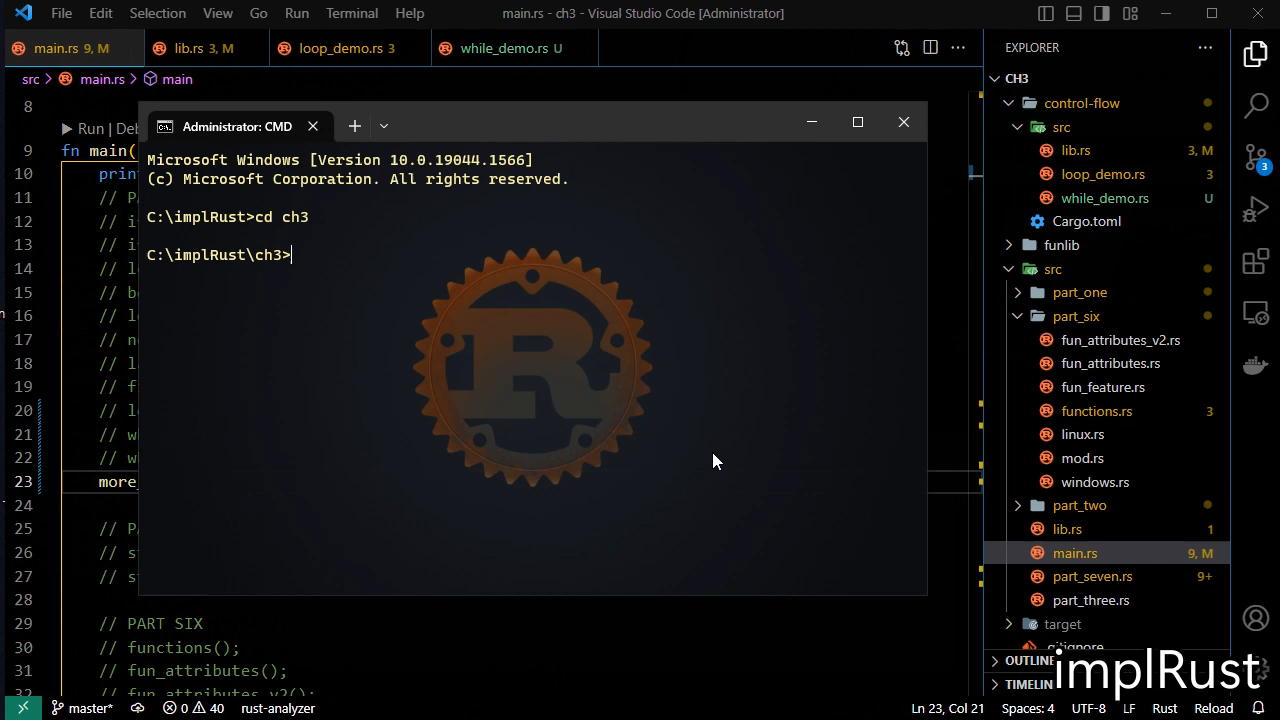 File Edit Selection View Go Run Terminal Help
main.rs - ch3 - Visual Studio Code [Administrator]
main.rs 9, M
lib.rs 3, M
loop_demo.rs 3
while_demo.rs U
src > main.rs > main
8
Run | Deb
9 fn main(
10 prin
11 // P
12 // i
13 // i
14 // l
15 // b
16 // l
17 // n
18 // l
19 // f
20 // l
21 // w
22 // w
23 more_
24
25 // P
26 // s
27 // s
28
29 // PART SIX
30 // functions();
31 // fun_attributes();
32 // fun_attributes_v2();
Administrator: CMD
Microsoft Windows [Version 10.0.19044.1566]
(c) Microsoft Corporation. All rights reserved.
C:\implRust>cd ch3
C:\implRust\ch3>
R
EXPLORER
CH3
control-flow
src
lib.rs 3, M
loop_demo.rs 3
while_demo.rs U
Cargo.toml
funlib
src
part_one
part_six
fun_attributes_v2.rs
fun_attributes.rs
fun_feature.rs
functions.rs 3
linux.rs
mod.rs
windows.rs
part_two
lib.rs 1
main.rs 9, M
part_seven.rs 9+
part_three.rs
target
.gitignore
OUTLINE
TIMELIN
3
implRust
master* 0 40 rust-analyzer
Ln 23, Col 21 Spaces: 4 UTF-8 LF Rust Reload